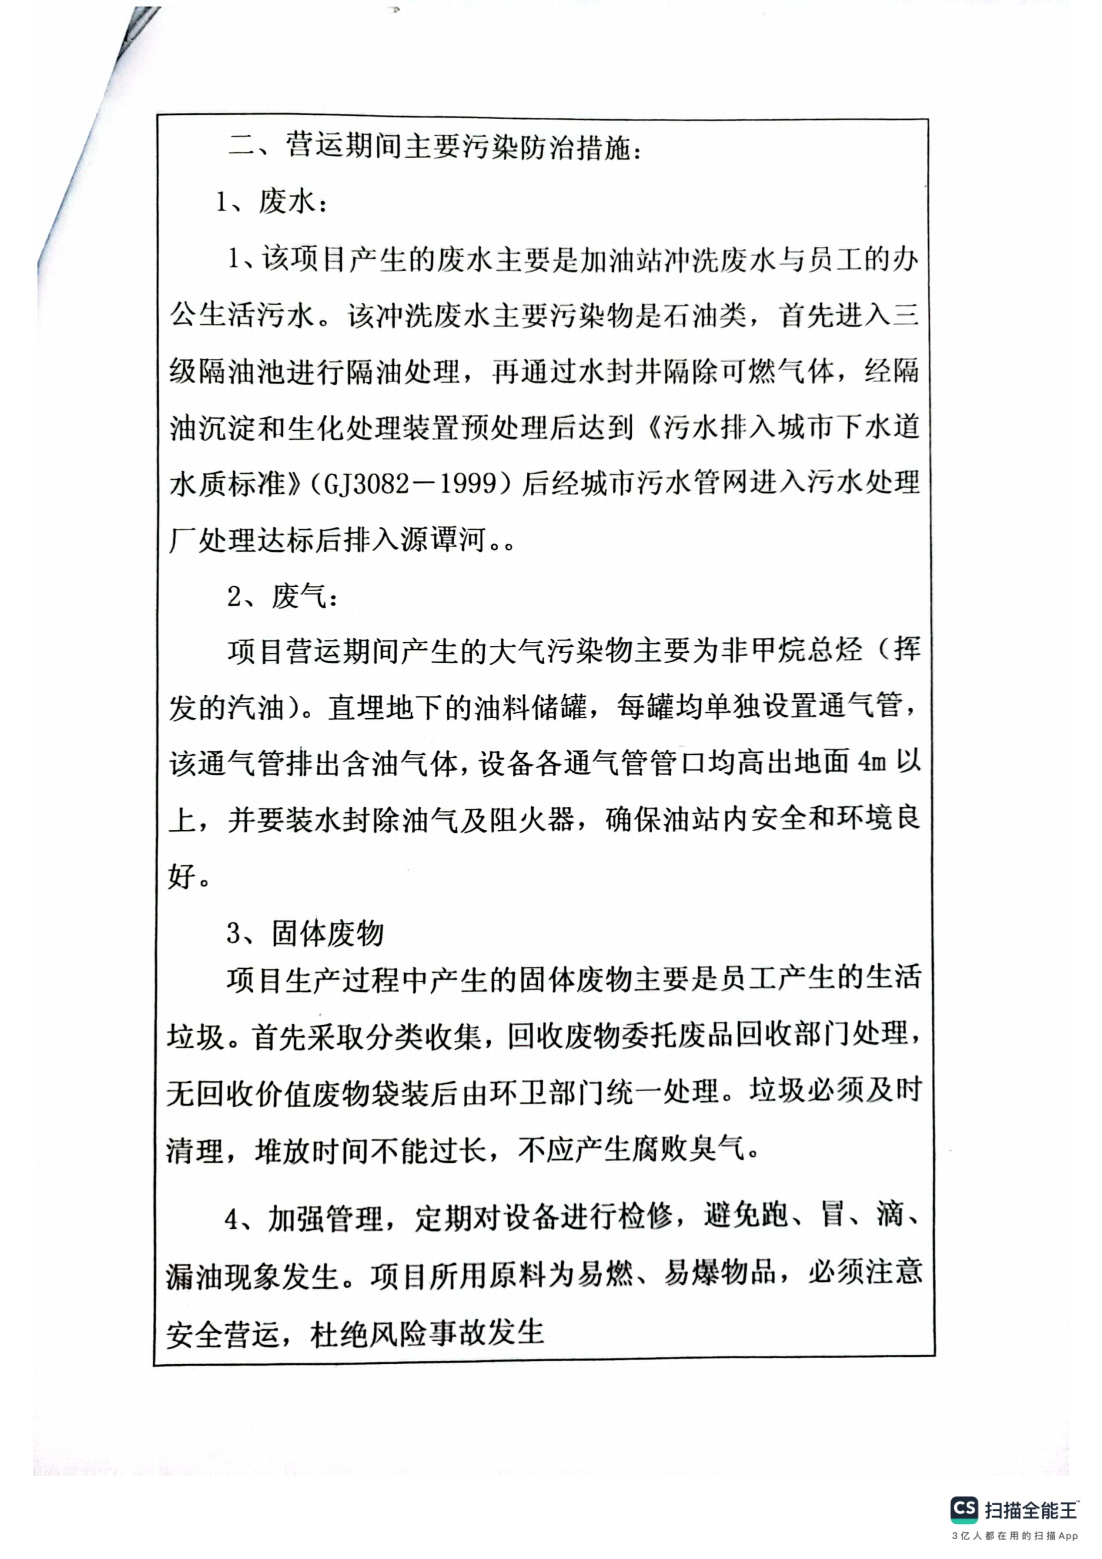 二、营运期间主要污染防治措施：
1、废水：
1、该项目产生的废水主要是加油站冲洗废水与员工的办
公生活污水。该冲洗废水主要污染物是石油类，首先进入三
级隔油池进行隔油处理，再通过水封井隔除可燃气体，经隔
油沉淀和生化处理装置预处理后达到《污水排入城市下水道
水质标准》（GJ3082－1999）后经城市污水管网进入污水处理
厂处理达标后排入源谭河。。
2、废气：
项目营运期间产生的大气污染物主要为非甲烷总烃（挥
发的汽油）。直埋地下的油料储罐，每罐均单独设置通气管，
该通气管排出含油气体，设备各通气管管口均高出地面 4m 以
上，并要装水封除油气及阻火器，确保油站内安全和环境良
好。
3、固体废物
项目生产过程中产生的固体废物主要是员工产生的生活
垃圾。首先采取分类收集，回收废物委托废品回收部门处理，
无回收价值废物袋装后由环卫部门统一处理。垃圾必须及时
清理，堆放时间不能过长，不应产生腐败臭气。
4、加强管理，定期对设备进行检修，避免跑、冒、滴、
漏油现象发生。项目所用原料为易燃、易爆物品，必须注意
安全营运，杜绝风险事故发生
CS 扫描全能王
3亿人都在用的扫描App